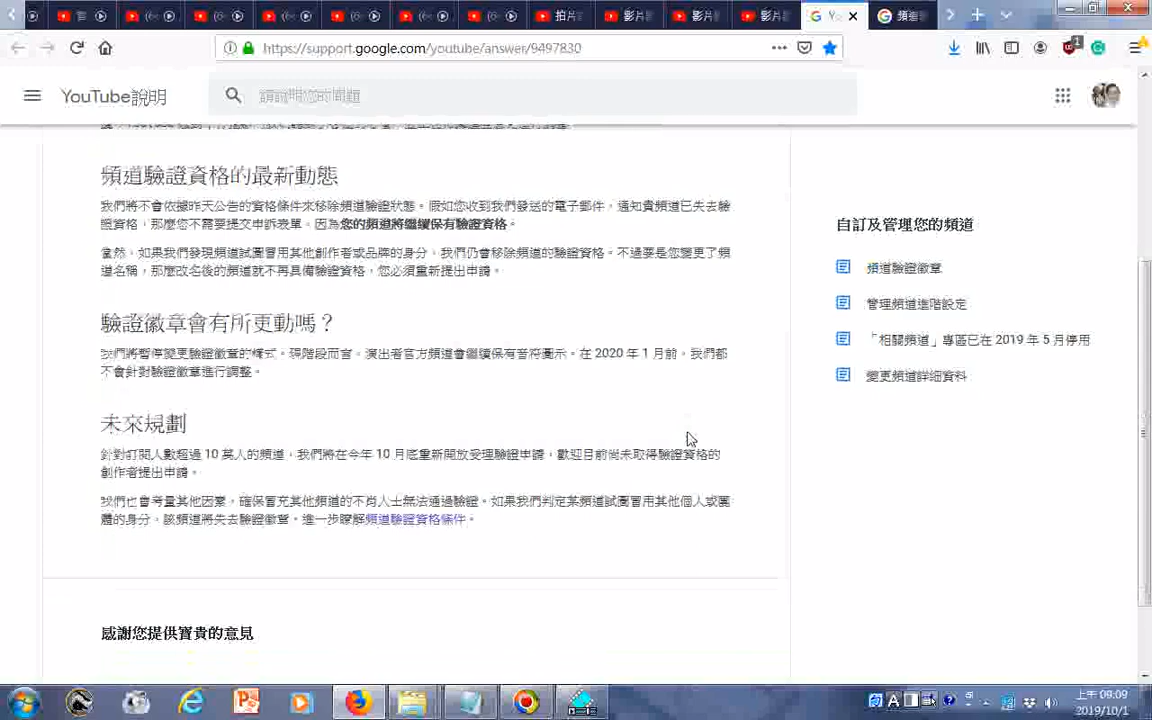 https://support.google.com/youtube/answer/9497830
YouTube說明
頻道驗證資格的最新動態
我們將不會依據昨天公告的資格條件來移除頻道驗證狀態。假如您收到我們發送的電子郵件，通知貴頻道已失去驗
證資格，那麼您不需要提交申訴表單。因為您的頻道將繼續保有驗證資格。
當然，如果我們發現頻道試圖冒用其他創作者或品牌的身分，我們仍會移除頻道的驗證資格。不過要是您變更了頻
道名稱，那麼改名後的頻道就不再具備驗證資格，您必須重新提出申請。
驗證徽章會有所更動嗎？
我們將暫停變更驗證徽章的樣式。現階段而言，演出者官方頻道會繼續保有音符圖示。在 2020 年 1 月前，我們都
不會針對驗證徽章進行調整。
未來規劃
針對訂閱人數超過 10 萬人的頻道，我們將在今年 10 月底重新開放受理驗證申請，歡迎目前尚未取得驗證資格的
創作者提出申請。
我們也會考量其他因素，確保冒充其他頻道的不肖人士無法通過驗證。如果我們判定某頻道試圖冒用其他個人或團
體的身分，該頻道將失去驗證徽章。進一步瞭解頻道驗證資格條件。
感謝您提供寶貴的意見
自訂及管理您的頻道
頻道驗證徽章
管理頻道進階設定
「相關頻道」專區已在 2019 年 5 月停用
變更頻道詳細資料
上午 09:09
2019/10/1